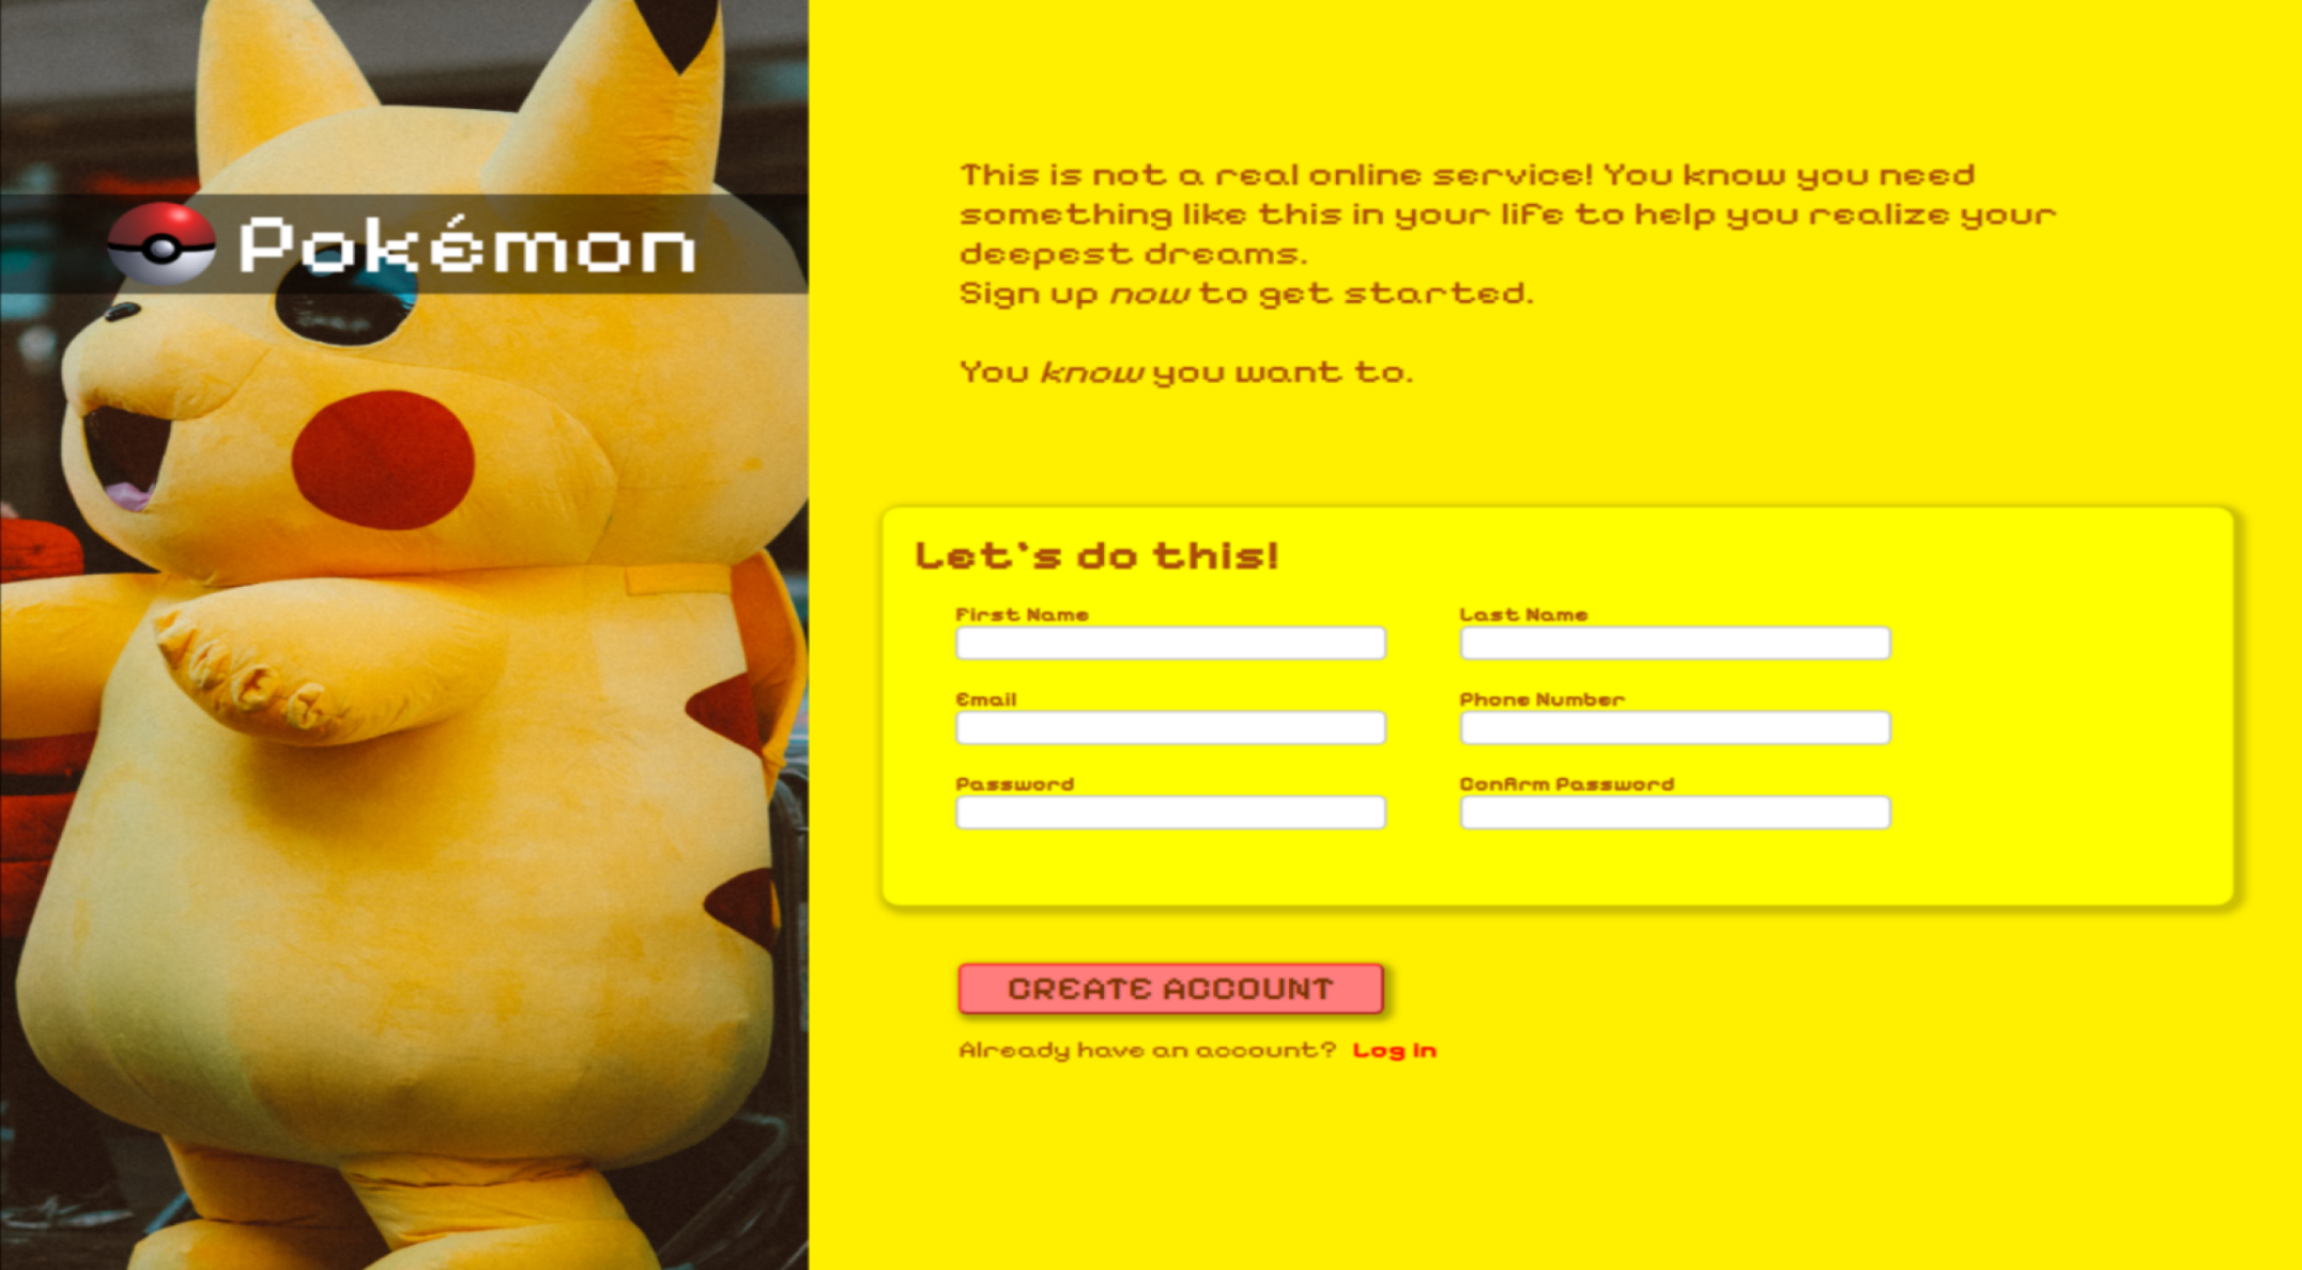 Pokémon
This is not a real online service! You know you need
something like this in your life to help you realize your
deepest dreams.
Sign up now to get started.
You know you want to.
Let's do this!
First Name
Last Name
Email
Phone Number
Password
Confirm Password
CREATE ACCOUNT
Already have an account? Log in